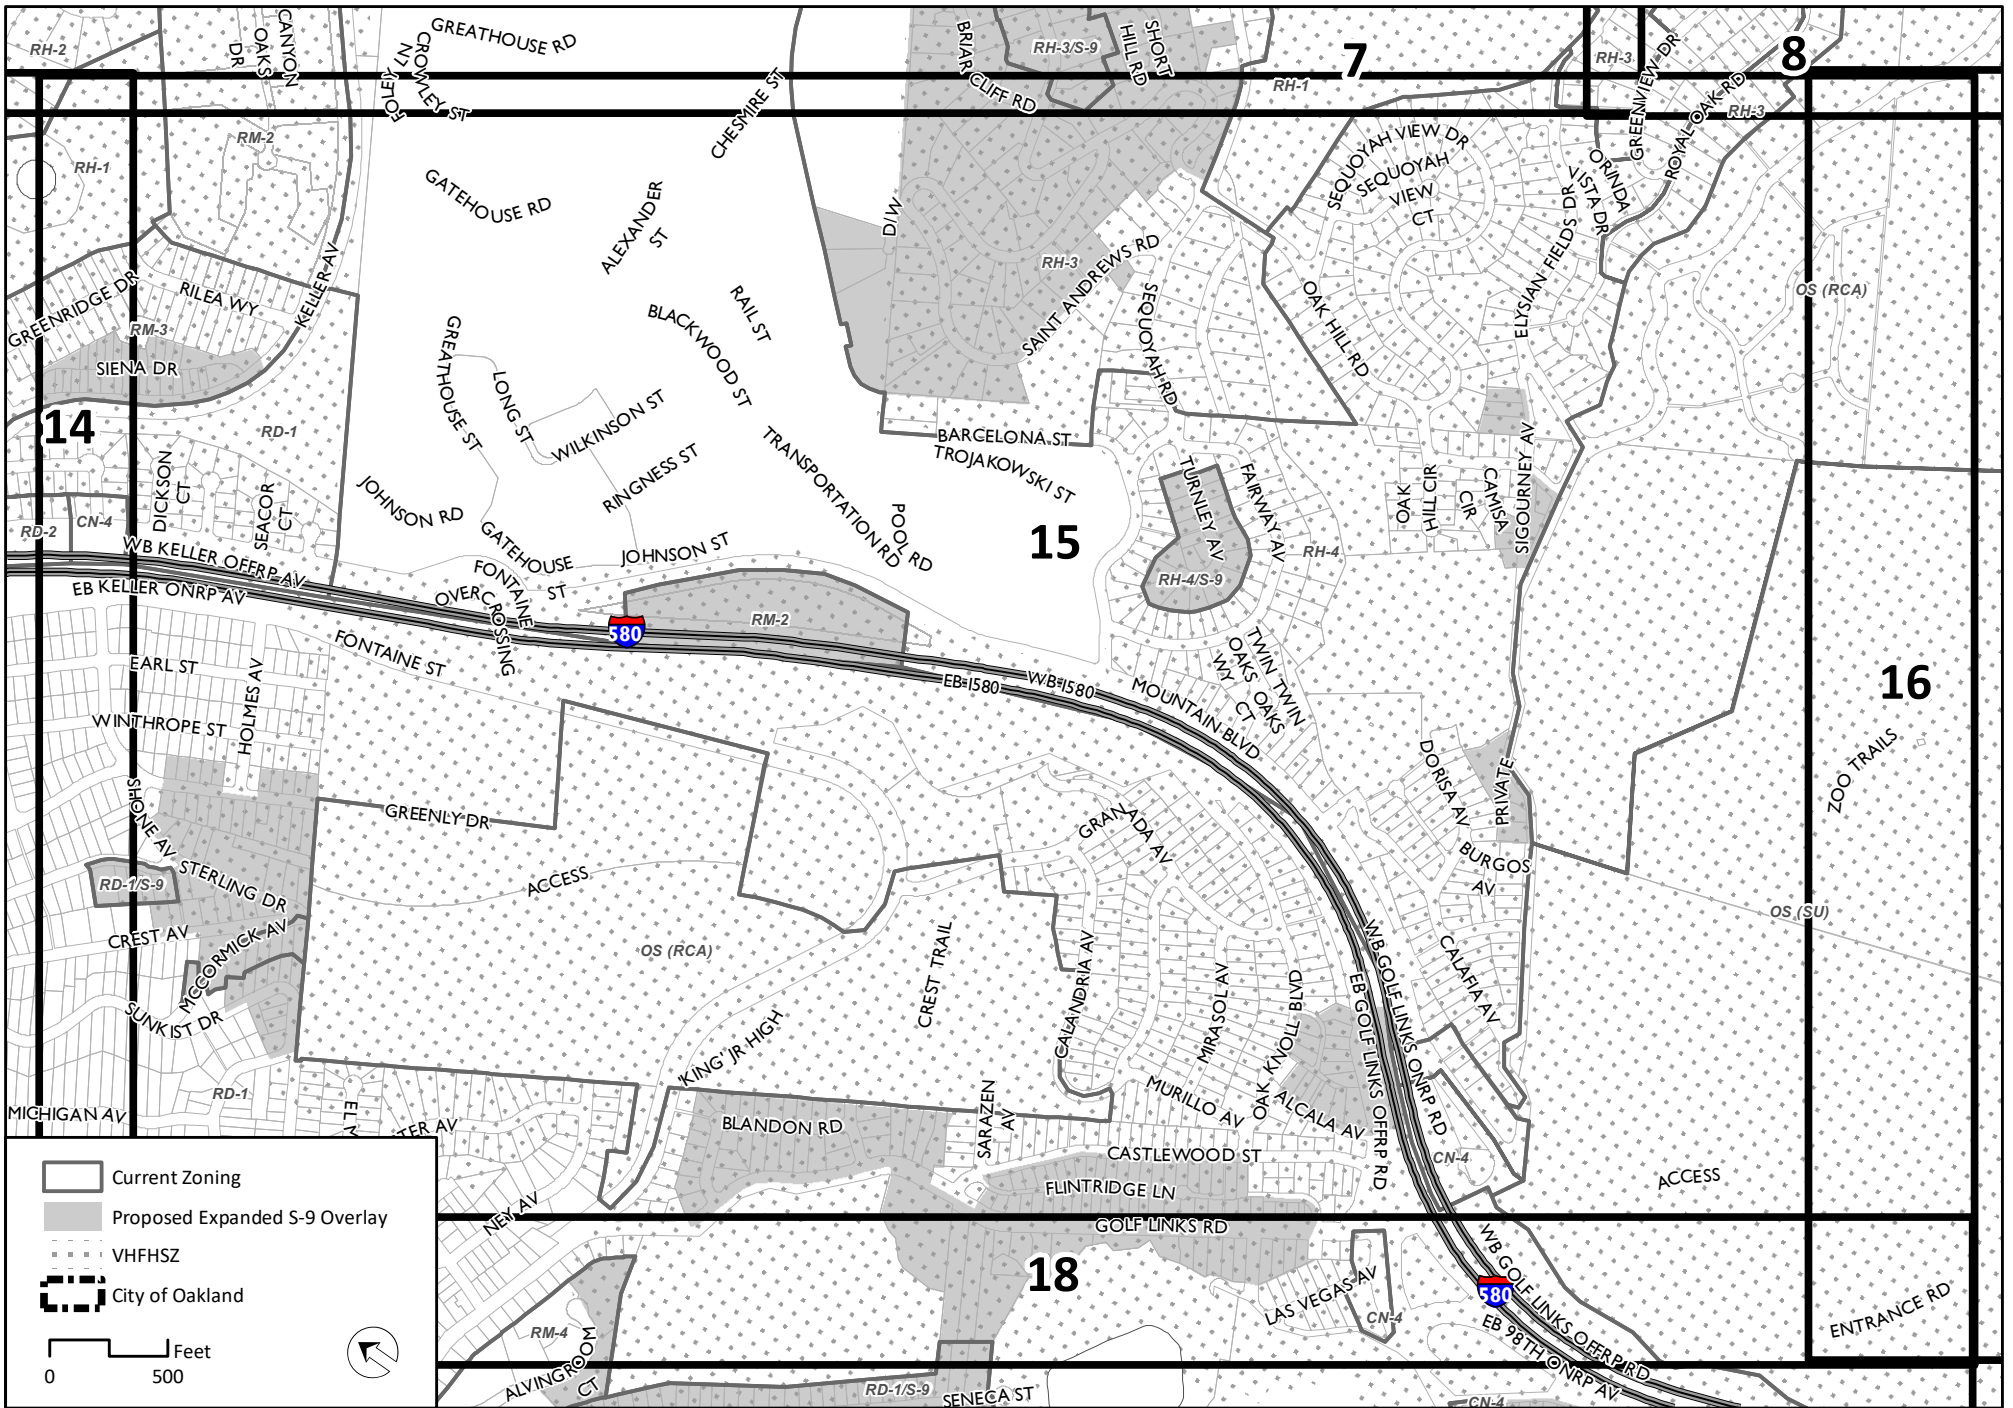 RH-2
CANYON
OAKS
DR
FOLEY LN
CROWLEY ST
GREATHOUSE RD
CHESMIRE ST
BRIAR CLIFF RD
RH-3/S-9
SHORT
HILL RD
7
RH-1
RH-3
GREENVIEW DR
ROYAL OAK RD
8
RH-3
RH-1
RM-2
GATEHOUSE RD
ALEXANDER
ST
DIW
SEQUOYAH VIEW DR
SEQUOYAH
VIEW
CT
ORINDA
VISTA DR
KELLER AV
RH-3
SAINT ANDREWS RD
SEQUOYAH RD
OAK HILL RD
ELYSIAN FIELDS DR
OS (RCA)
GREENRIDGE DR
RILEA WY
RM-3
SIENA DR
GREATHOUSE ST
LONG ST
BLACKWOOD ST
RAIL ST
WILKINSON ST
14
RD-1
DICKSON
CT
SEACOR
CT
JOHNSON RD
RINGNESS ST
TRANSPORTATION RD
POOL RD
BARCELONA ST
TROJAKOWSKI ST
TURNLEY AV
FAIRWAY AV
OAK
HILL CIR
CAMISA
CIR
SIGOURNEY AV
RD-2
CN-4
WB KELLER OFFRP AV
EB KELLER ONRP AV
GATEHOUSE
ST
JOHNSON ST
FONTAINE
OVERCROSSING
580
RM-2
15
RH-4/S-9
RH-4
FONTAINE ST
EARL ST
WINTHROPE ST
HOLMES AV
EB I580
WB I580
MOUNTAIN BLVD
TWIN
OAKS
WY
TWIN
OAKS
CT
16
DORISA AV
PRIVATE
ZOO TRAILS
SHONE AV
GREENLY DR
ACCESS
GRANADA AV
BURGOS
AV
RD-1/S-9
STERLING DR
CREST AV
MCCORMICK AV
SUNKIST DR
OS (RCA)
CREST TRAIL
OS (SU)
CALANDRIA AV
MIRASOL AV
OAK KNOLL BLVD
EB GOLF LINKS OFFRP RD
WB GOLF LINKS ONRP RD
CALAFIA AV
'KING' JR HIGH
RD-1
MICHIGAN AV
EL M
TER AV
BLANDON RD
SARAZEN
AV
MURILLO AV
ALCALA AV
CASTLEWOOD ST
CN-4
ACCESS
FLINTRIDGE LN
GOLF LINKS RD
NEY AV
18
LAS VEGAS AV
CN-4
580
WB GOLF LINKS OFFRP RD
EB 98TH ONRP AV
ENTRANCE RD
RM-4
ALVINGROOM
CT
RD-1/S-9
SENECA ST
CN-4
Current Zoning
Proposed Expanded S-9 Overlay
VHFHSZ
City of Oakland
Feet
0
500